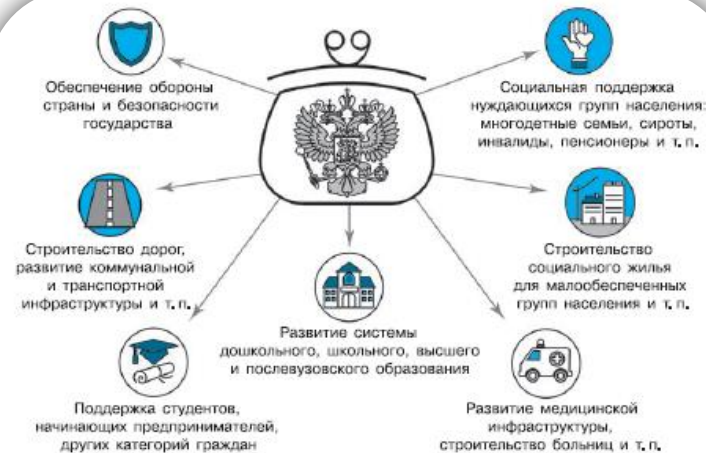 Обеспечение обороны
страны и безопасности
государства
Социальная поддержка
нуждающихся групп населения:
многодетные семьи, сироты,
инвалиды, пенсионеры и т. п.
Строительство дорог,
развитие коммунальной
и транспортной
инфраструктуры и т. п.
Строительство
социального жилья
для малообеспеченных
групп населения и т. п.
Развитие системы
дошкольного, школьного, высшего
и послевузовского образования
Поддержка студентов,
начинающих предпринимателей,
других категорий граждан
Развитие медицинской
инфраструктуры,
строительство больниц и т. п.